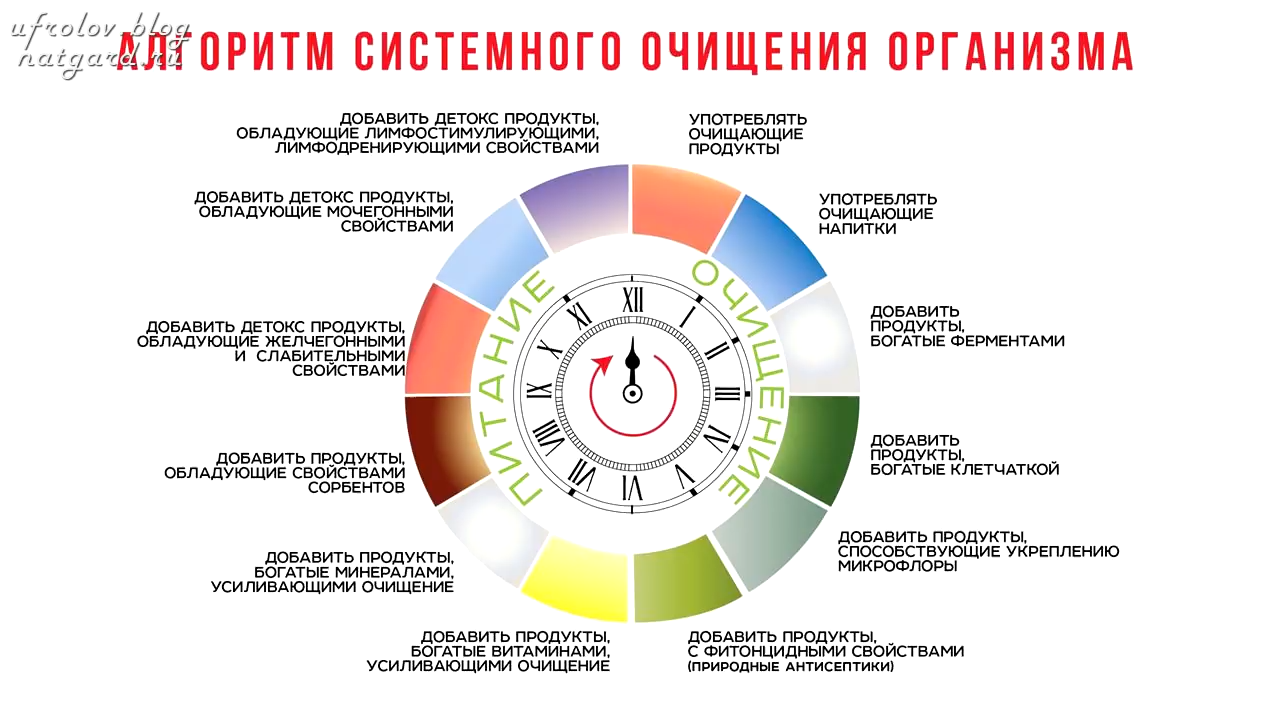 ufrolov.blog
natgard.ru
АЛГОРИТМ СИСТЕМНОГО ОЧИЩЕНИЯ ОРГАНИЗМА
ДОБАВИТЬ ДЕТОКС ПРОДУКТЫ,
ОБЛАДУЮЩИЕ ЛИМФОСТИМУЛИРУЮЩИМИ,
ЛИМФОДРЕНИРУЮЩИМИ СВОЙСТВАМИ
УПОТРЕБЛЯТЬ
ОЧИЩАЮЩИЕ
ПРОДУКТЫ
ДОБАВИТЬ ДЕТОКС ПРОДУКТЫ,
ОБЛАДУЮЩИЕ МОЧЕГОННЫМИ
СВОЙСТВАМИ
УПОТРЕБЛЯТЬ
ОЧИЩАЮЩИЕ
НАПИТКИ
ДОБАВИТЬ
ПРОДУКТЫ,
БОГАТЫЕ ФЕРМЕНТАМИ
ДОБАВИТЬ ДЕТОКС ПРОДУКТЫ,
ОБЛАДУЮЩИЕ ЖЕЛЧЕГОННЫМИ
И СЛАБИТЕЛЬНЫМИ
СВОЙСТВАМИ
ПИТАНИЕ
ОЧИЩЕНИЕ
XII
I
II
III
IV
V
VI
VII
VIII
IX
X
XI
ДОБАВИТЬ
ПРОДУКТЫ,
БОГАТЫЕ КЛЕТЧАТКОЙ
ДОБАВИТЬ ПРОДУКТЫ,
ОБЛАДУЮЩИЕ СВОЙСТВАМИ
СОРБЕНТОВ
ДОБАВИТЬ ПРОДУКТЫ,
СПОСОБСТВУЮЩИЕ УКРЕПЛЕНИЮ
МИКРОФЛОРЫ
ДОБАВИТЬ ПРОДУКТЫ,
БОГАТЫЕ МИНЕРАЛАМИ,
УСИЛИВАЮЩИМИ ОЧИЩЕНИЕ
ДОБАВИТЬ ПРОДУКТЫ,
БОГАТЫЕ ВИТАМИНАМИ,
УСИЛИВАЮЩИМИ ОЧИЩЕНИЕ
ДОБАВИТЬ ПРОДУКТЫ,
С ФИТОНЦИДНЫМИ СВОЙСТВАМИ
(ПРИРОДНЫЕ АНТИСЕПТИКИ)